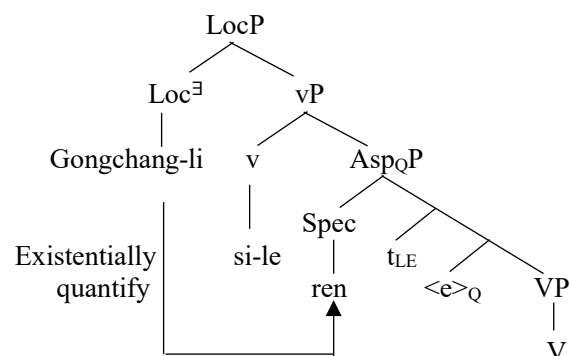 LocP
Loc∃ vP
Gongchang-li v AspQP
Spec
Existentially si-le tLE
quantify ren <e>Q VP
V